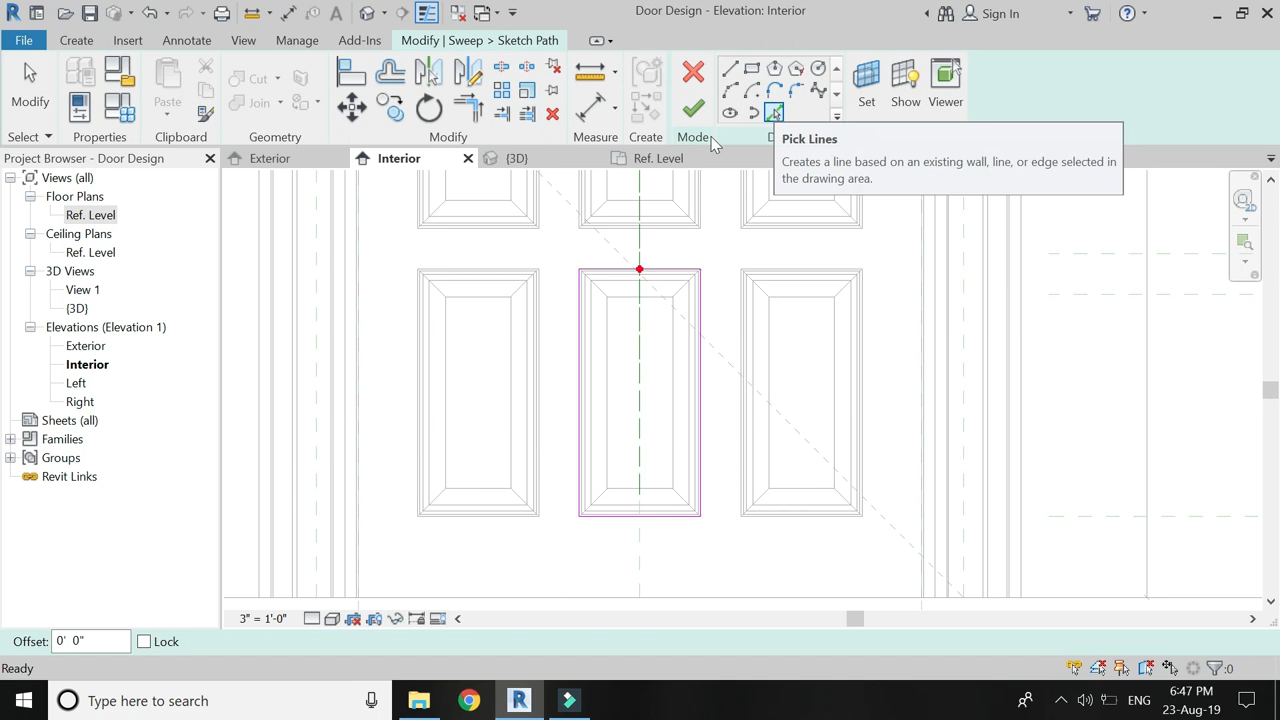 Door Design - Elevation: Interior
Sign In
File
Create
Insert
Annotate
View
Manage
Add-Ins
Modify | Sweep > Sketch Path
Modify
Paste
Cut
Join
Set
Show
Viewer
Select
Properties
Clipboard
Geometry
Modify
Measure
Create
Mode
D
Pick Lines
Creates a line based on an existing wall, line, or edge selected in
the drawing area.
Project Browser - Door Design
Exterior
Interior
{3D}
Ref. Level
Views (all)
Floor Plans
Ref. Level
Ceiling Plans
Ref. Level
3D Views
View 1
{3D}
Elevations (Elevation 1)
Exterior
Interior
Left
Right
Sheets (all)
Families
Groups
Revit Links
2D
3" = 1'-0"
Offset: 0' 0"
Lock
Ready
:0
Type here to search
ENG
6:47 PM
23-Aug-19